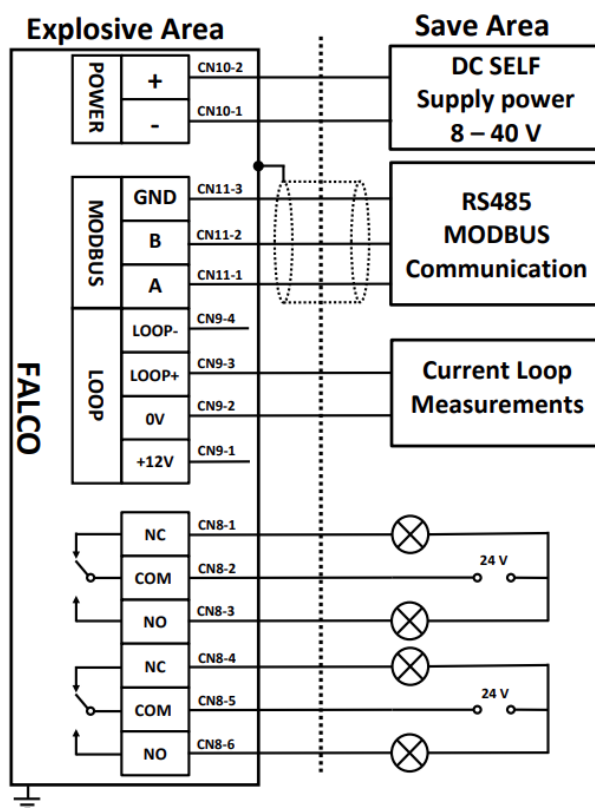 Explosive Area
Save Area
POWER
+
-
CN10-2
CN10-1
DC SELF
Supply power
8 – 40 V
MODBUS
GND
B
A
CN11-3
CN11-2
CN11-1
RS485
MODBUS
Communication
FALCO
LOOP
LOOP-
LOOP+
0V
+12V
CN9-4
CN9-3
CN9-2
CN9-1
Current Loop
Measurements
NC
COM
NO
CN8-1
CN8-2
CN8-3
24 V
NC
COM
NO
CN8-4
CN8-5
CN8-6
24 V